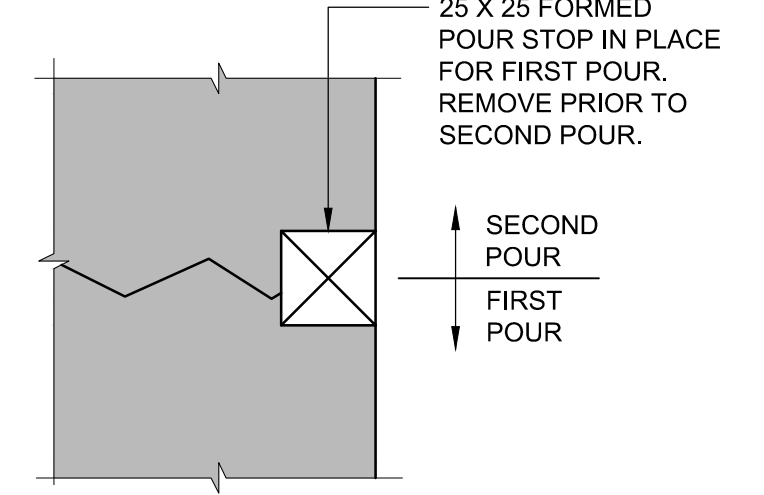 25 X 25 FORMED
POUR STOP IN PLACE
FOR FIRST POUR.
REMOVE PRIOR TO
SECOND POUR.
SECOND
POUR
FIRST
POUR